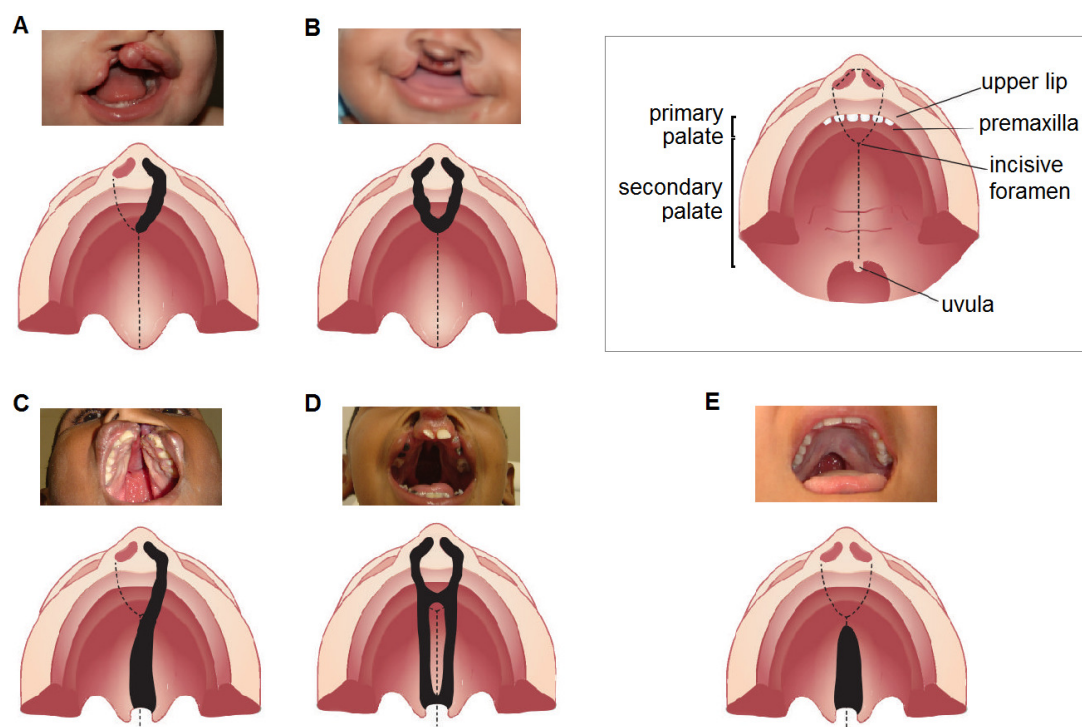 A
B
upper lip
primary
palate
premaxilla
incisive
foramen
secondary
palate
uvula
C
D
E